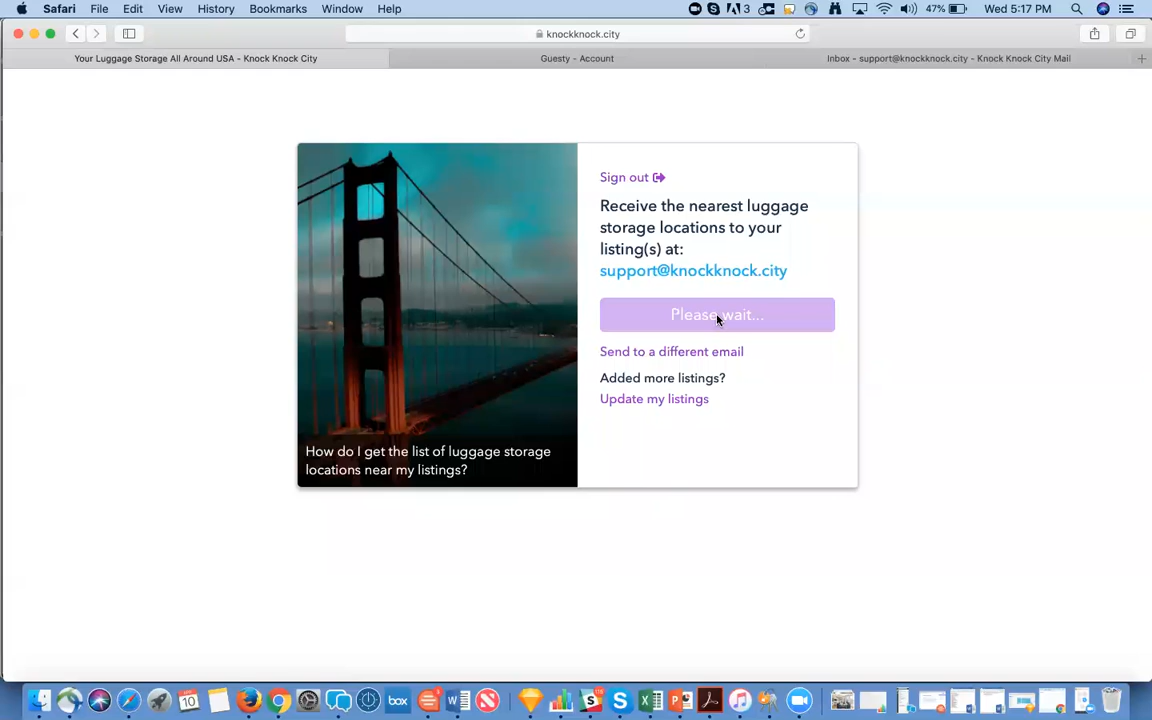 Safari File Edit View History Bookmarks Window Help 3 47% Wed 5:17 PM
knockknock.city
Your Luggage Storage All Around USA - Knock Knock City Guesty - Account Inbox - support@knockknock.city - Knock Knock City Mail
Sign out
Receive the nearest luggage
storage locations to your
listing(s) at:
support@knockknock.city
Please wait...
Send to a different email
Added more listings?
Update my listings
How do I get the list of luggage storage
locations near my listings?
10 box